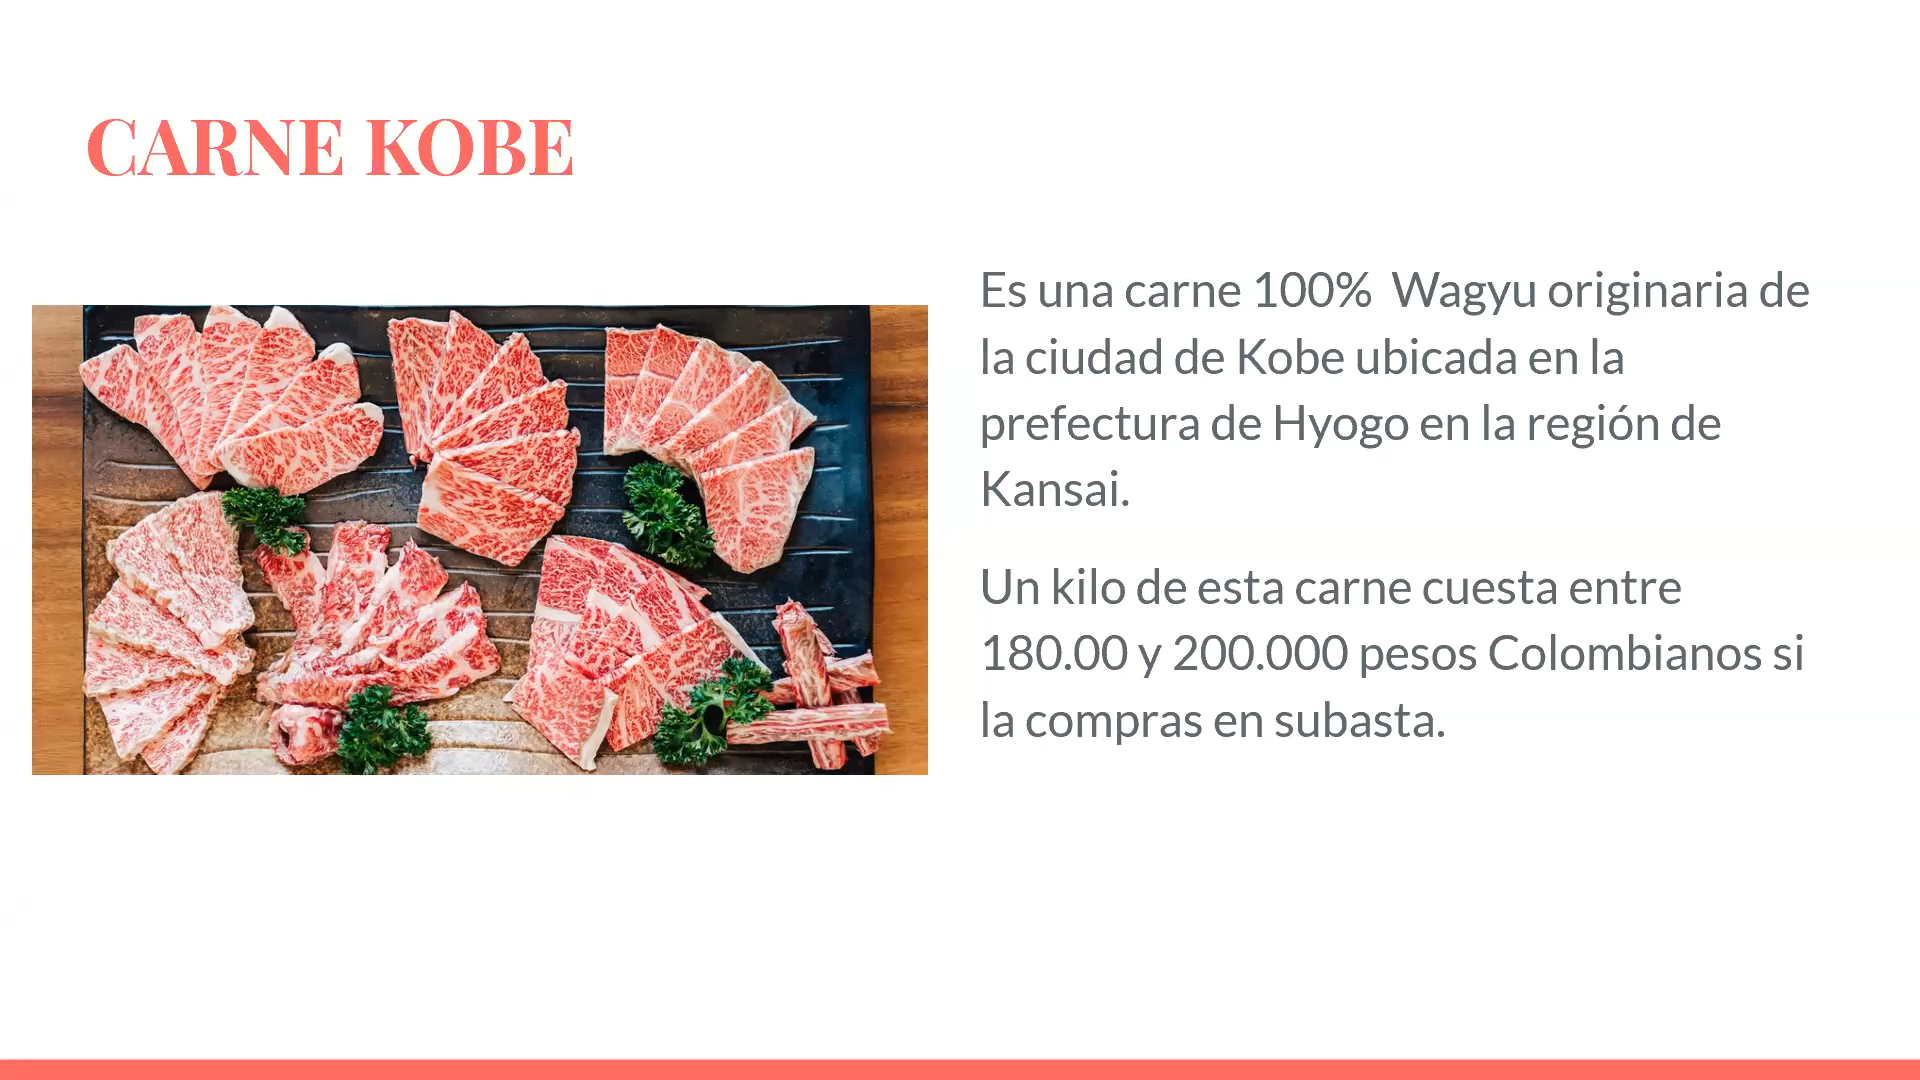 CARNE KOBE
Es una carne 100%  Wagyu originaria de
la ciudad de Kobe ubicada en la
prefectura de Hyogo en la región de
Kansai.
Un kilo de esta carne cuesta entre
180.00 y 200.000 pesos Colombianos si
la compras en subasta.